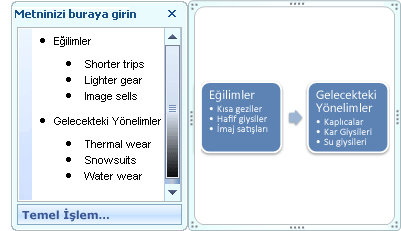 Metninizi buraya girin
Eğilimler
Shorter trips
Lighter gear
Image sells
Gelecekteki Yönelimler
Thermal wear
Snowsuits
Water wear
Temel İşlem...
Eğilimler
Kısa geziler
Hafif giysiler
İmaj satışları
Gelecekteki
Yönelimler
Kaplıcalar
Kar Giysileri
Su giysileri